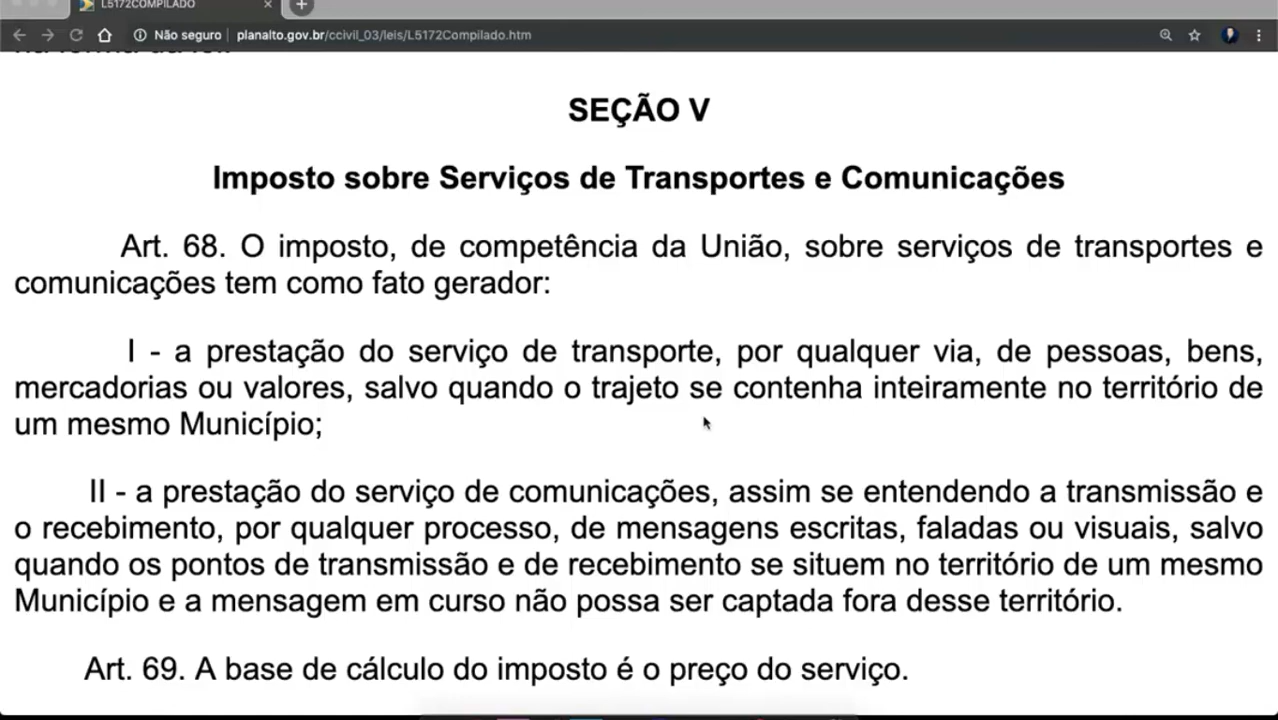 L5172COMPILADO
Não seguro
planalto.gov.br/ccivil_03/leis/L5172Compilado.htm
na forma da lei.
SEÇÃO V
Imposto sobre Serviços de Transportes e Comunicações
Art. 68. O imposto, de competência da União, sobre serviços de transportes e
comunicações tem como fato gerador:
I - a prestação do serviço de transporte, por qualquer via, de pessoas, bens,
mercadorias ou valores, salvo quando o trajeto se contenha inteiramente no território de
um mesmo Município;
II - a prestação do serviço de comunicações, assim se entendendo a transmissão e
o recebimento, por qualquer processo, de mensagens escritas, faladas ou visuais, salvo
quando os pontos de transmissão e de recebimento se situem no território de um mesmo
Município e a mensagem em curso não possa ser captada fora desse território.
Art. 69. A base de cálculo do imposto é o preço do serviço.